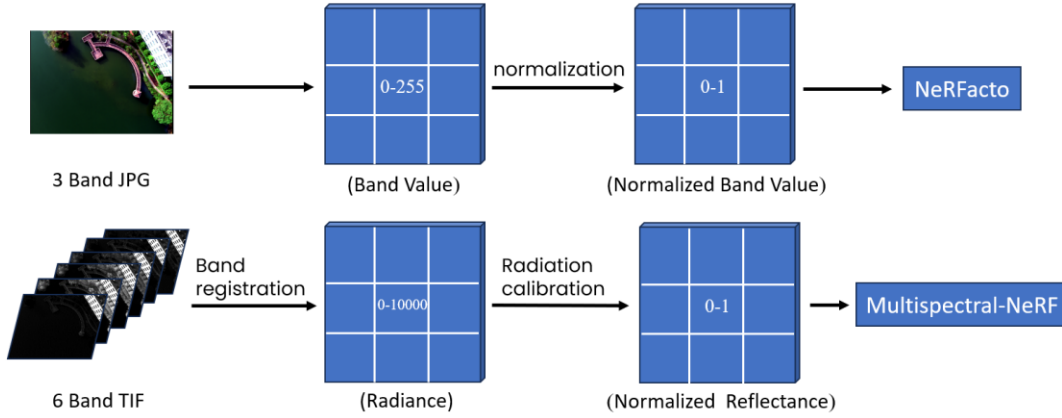 0-255
normalization
0-1
NeRFacto
3 Band JPG
(Band Value)
(Normalized Band Value)
Band
registration
0-10000
Radiation
calibration
0-1
Multispectral-NeRF
6 Band TIF
(Radiance)
(Normalized Reflectance)